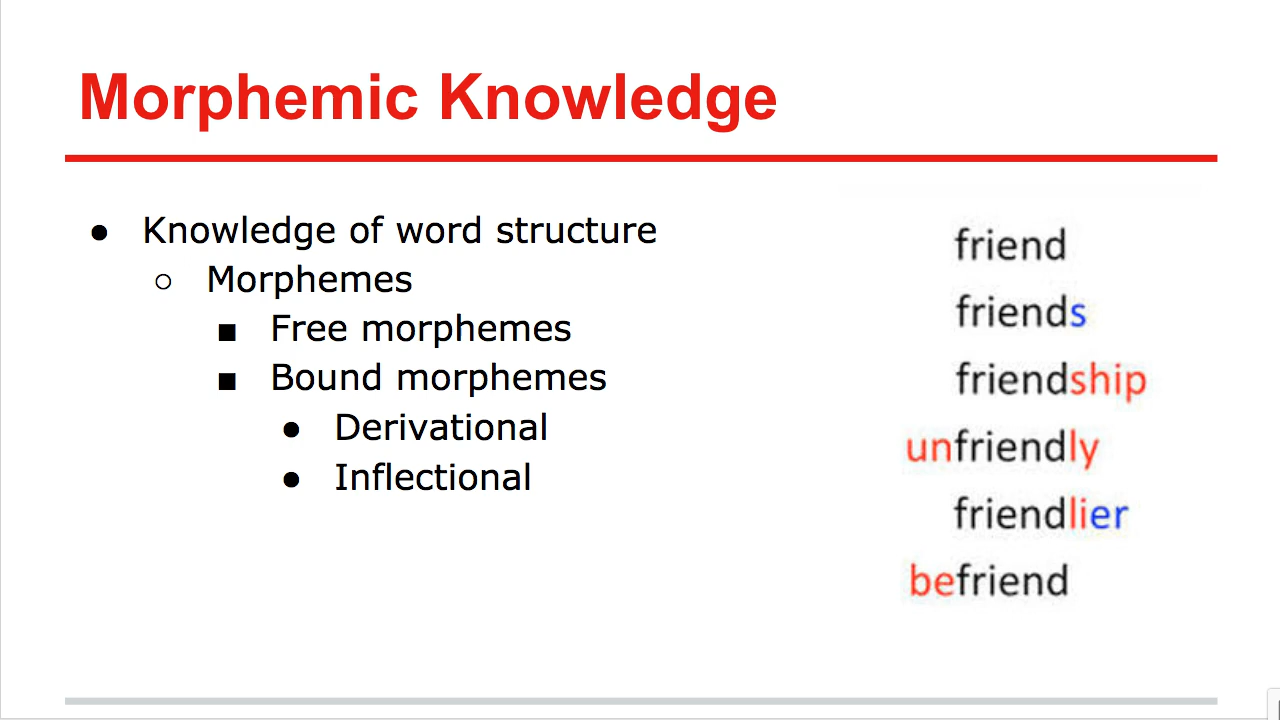 Morphemic Knowledge
● Knowledge of word structure
○ Morphemes
■ Free morphemes
■ Bound morphemes
● Derivational
● Inflectional
friend
friends
friendship
unfriendly
friendlier
befriend